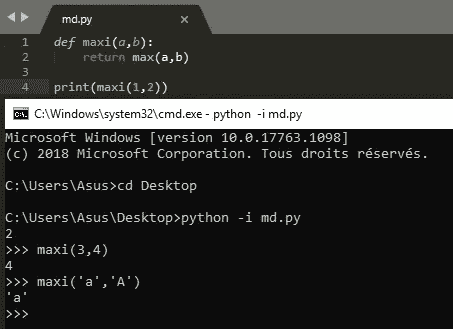 md.py
1 def maxi(a,b):
2 return max(a,b)
3
4 print(maxi(1,2))
C:\Windows\system32\cmd.exe - python -i md.py
Microsoft Windows [version 10.0.17763.1098]
(c) 2018 Microsoft Corporation. Tous droits réservés.
C:\Users\Asus>cd Desktop
C:\Users\Asus\Desktop>python -i md.py
2
>>> maxi(3,4)
4
>>> maxi('a','A')
'a'
>>>